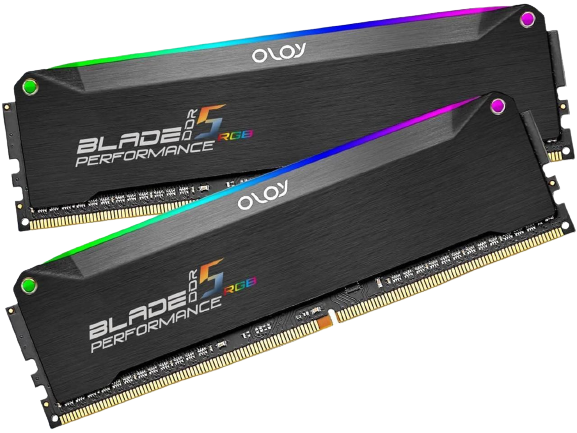 OLOy
BLADE DDR5 RGB
PERFORMANCE
OLOy
BLADE DDR5 RGB
PERFORMANCE